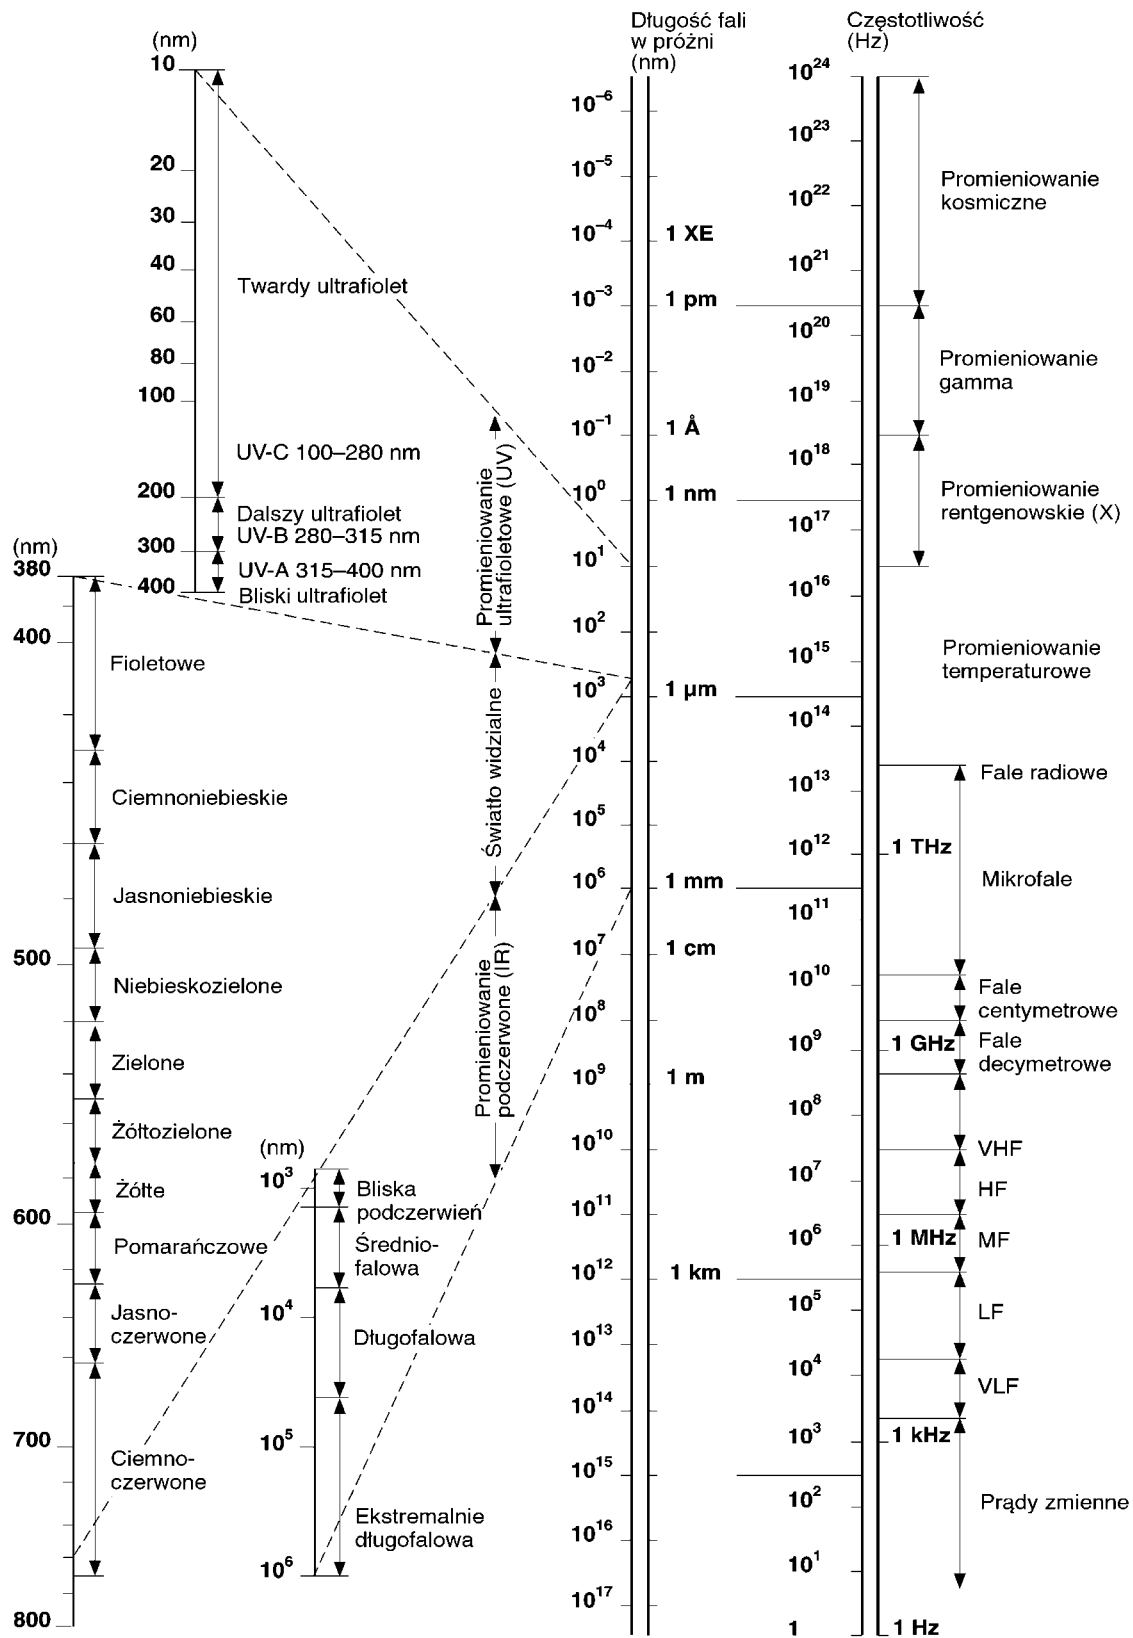 (nm)
10
20
30
40
60
80
100
200
300
400
Twardy ultrafiolet
UV-C 100–280 nm
Dalszy ultrafiolet
UV-B 280–315 nm
UV-A 315–400 nm
Bliski ultrafiolet
(nm)
380
400
500
600
700
800
Fioletowe
Ciemnoniebieskie
Jasnoniebieskie
Niebieskozielone
Zielone
Żółtozielone
Żółte
Pomarańczowe
Jasno-
czerwone
Ciemno-
czerwone
(nm)
10³
10⁴
10⁵
10⁶
Bliska
podczerwień
Średnio-
falowa
Długofalowa
Ekstremalnie
długofalowa
Promieniowanie
ultrafioletowe (UV)
Światło widzialne
Promieniowanie
podczerwone (IR)
Długość fali
w próżni
(nm)
10⁻⁶
10⁻⁵
10⁻⁴ 1 XE
10⁻³ 1 pm
10⁻²
10⁻¹ 1 Å
10⁰ 1 nm
10¹
10²
10³ 1 µm
10⁴
10⁵
10⁶ 1 mm
10⁷ 1 cm
10⁸
10⁹ 1 m
10¹⁰
10¹¹
10¹² 1 km
10¹³
10¹⁴
10¹⁵
10¹⁶
10¹⁷
Częstotliwość
(Hz)
10²⁴
10²³
10²²
10²¹
10²⁰
10¹⁹
10¹⁸
10¹⁷
10¹⁶
10¹⁵
10¹⁴
10¹³
10¹² 1 THz
10¹¹
10¹⁰
10⁹ 1 GHz
10⁸
10⁷
10⁶ 1 MHz
10⁵
10⁴
10³ 1 kHz
10²
10¹
1 1 Hz
Promieniowanie
kosmiczne
Promieniowanie
gamma
Promieniowanie
rentgenowskie (X)
Promieniowanie
temperaturowe
Fale radiowe
Mikrofale
Fale
centymetrowe
Fale
decymetrowe
VHF
HF
MF
LF
VLF
Prądy zmienne